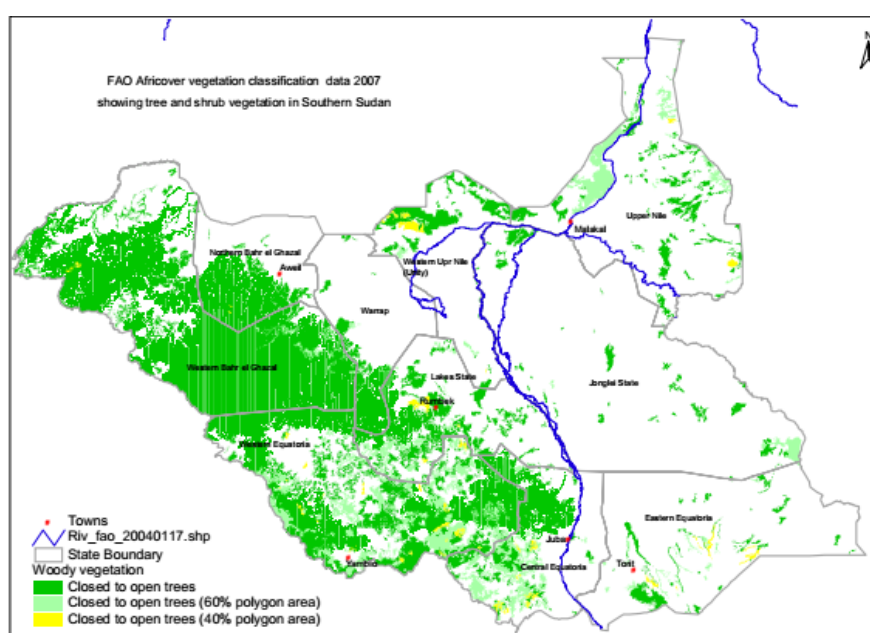 N
FAO Africover vegetation classification data 2007
showing tree and shrub vegetation in Southern Sudan
Upper Nile
Malakal
Northern Bahr el Ghazal
Aweil
Western Upr Nile
(Unity)
Warrap
Western Bahr el Ghazal
Lakes State
Jonglei State
Rumbek
Western Equatoria
Eastern Equatoria
Juba
Yambio
Central Equatoria
Torit
Towns
Riv_fao_20040117.shp
State Boundary
Woody vegetation
Closed to open trees
Closed to open trees (60% polygon area)
Closed to open trees (40% polygon area)